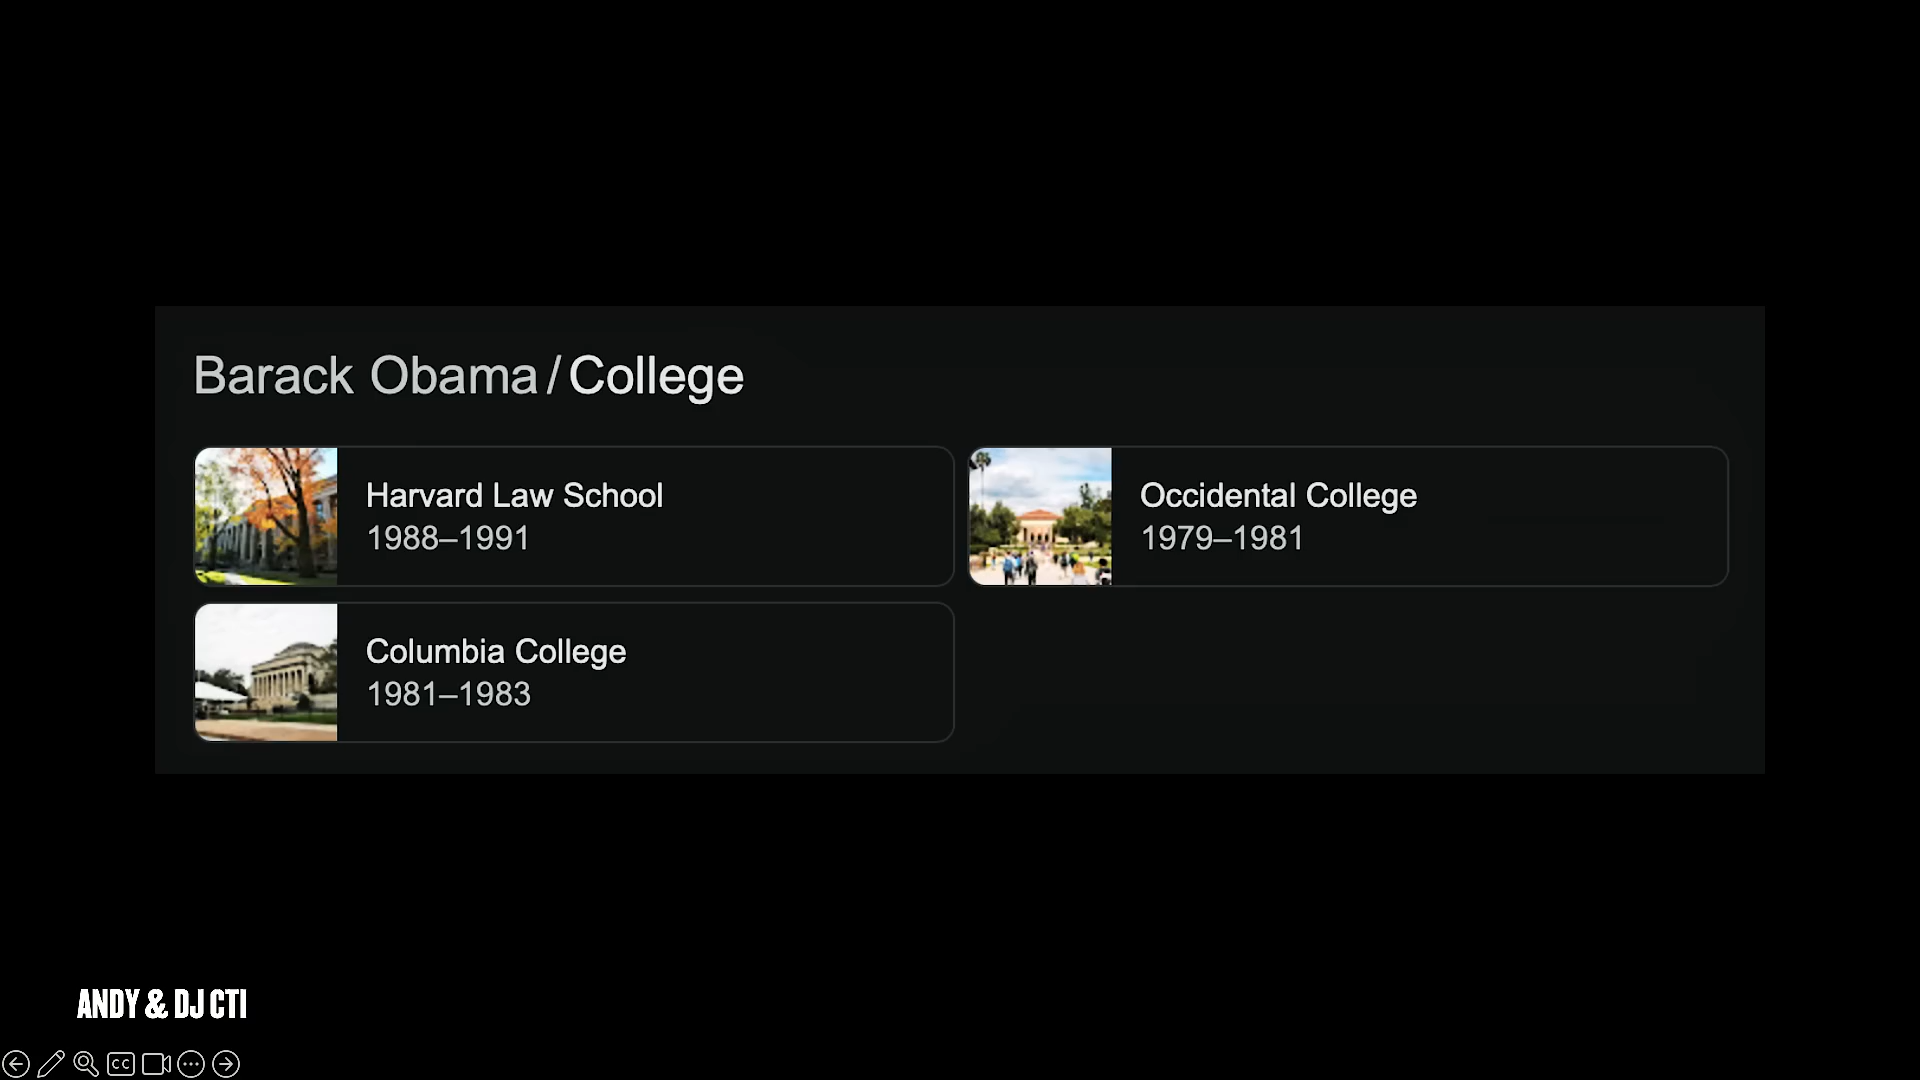 Barack Obama / College
Harvard Law School
1988–1991
Occidental College
1979–1981
Columbia College
1981–1983
ANDY & DJ CTI
CC